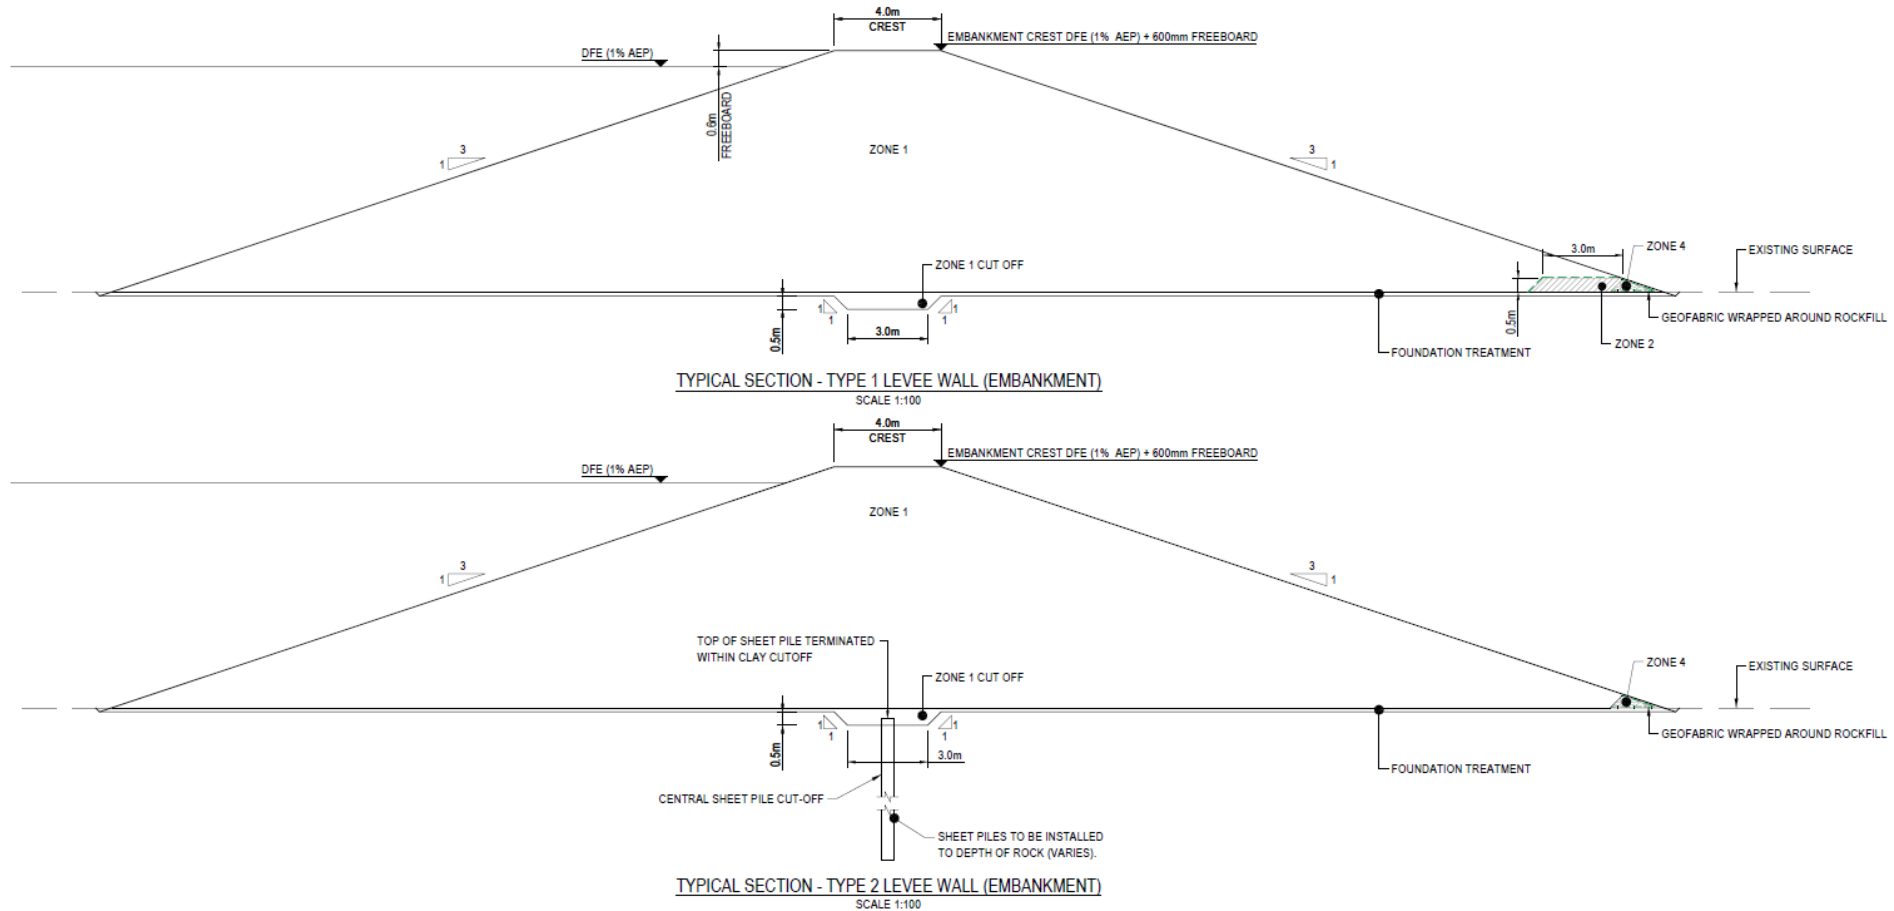 4.0m
CREST
EMBANKMENT CREST DFE (1% AEP) + 600mm FREEBOARD
DFE (1% AEP)
0.6m
FREEBOARD
ZONE 1
3
1
3
1
3.0m
ZONE 4
EXISTING SURFACE
ZONE 1 CUT OFF
1
1
1
1
0.5m
3.0m
0.5m
GEOFABRIC WRAPPED AROUND ROCKFILL
ZONE 2
FOUNDATION TREATMENT
TYPICAL SECTION - TYPE 1 LEVEE WALL (EMBANKMENT)
SCALE 1:100
4.0m
CREST
EMBANKMENT CREST DFE (1% AEP) + 600mm FREEBOARD
DFE (1% AEP)
ZONE 1
3
1
3
1
TOP OF SHEET PILE TERMINATED
WITHIN CLAY CUTOFF
ZONE 4
EXISTING SURFACE
ZONE 1 CUT OFF
1
1
1
1
0.5m
3.0m
GEOFABRIC WRAPPED AROUND ROCKFILL
FOUNDATION TREATMENT
CENTRAL SHEET PILE CUT-OFF
SHEET PILES TO BE INSTALLED
TO DEPTH OF ROCK (VARIES).
TYPICAL SECTION - TYPE 2 LEVEE WALL (EMBANKMENT)
SCALE 1:100